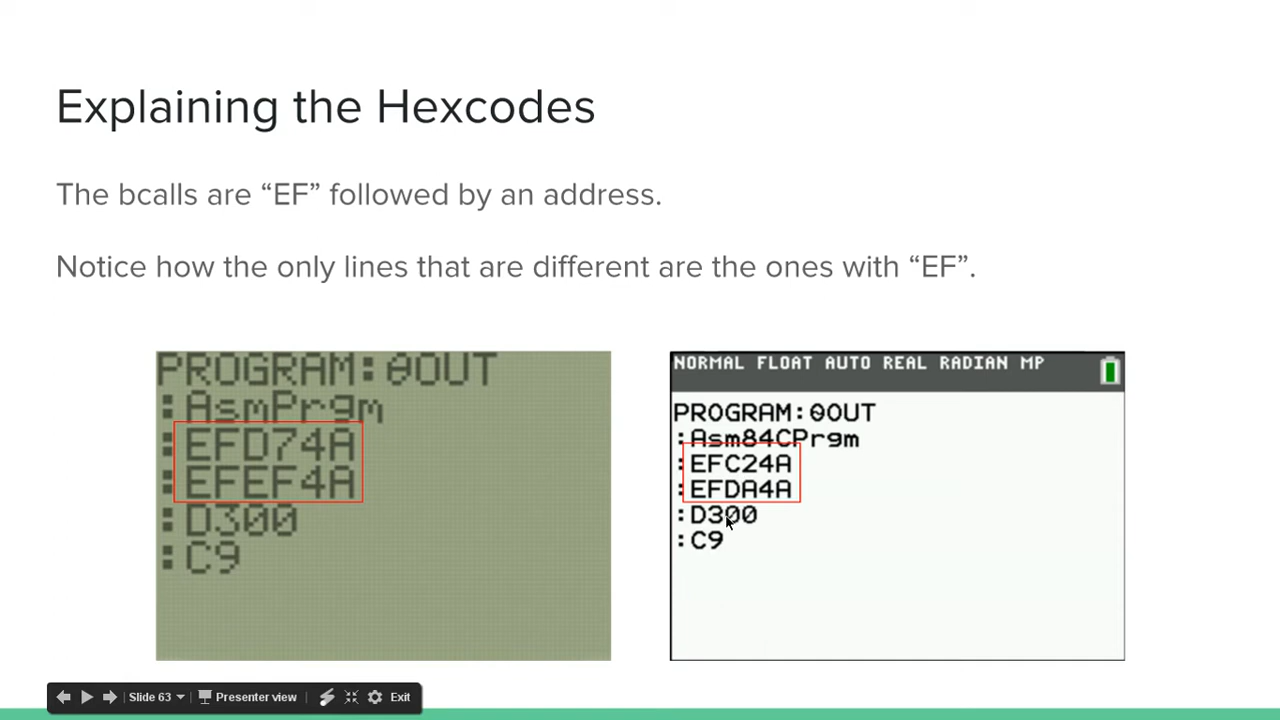 Explaining the Hexcodes
The bcalls are “EF” followed by an address.
Notice how the only lines that are different are the ones with “EF”.
PROGRAM:θOUT
:AsmPrgm
:EFD74A
:EFEF4A
:D300
:C9
NORMAL FLOAT AUTO REAL RADIAN MP
PROGRAM:θOUT
:Asm84CPrgm
:EFC24A
:EFDA4A
:D300
:C9
Slide 63 Presenter view Exit